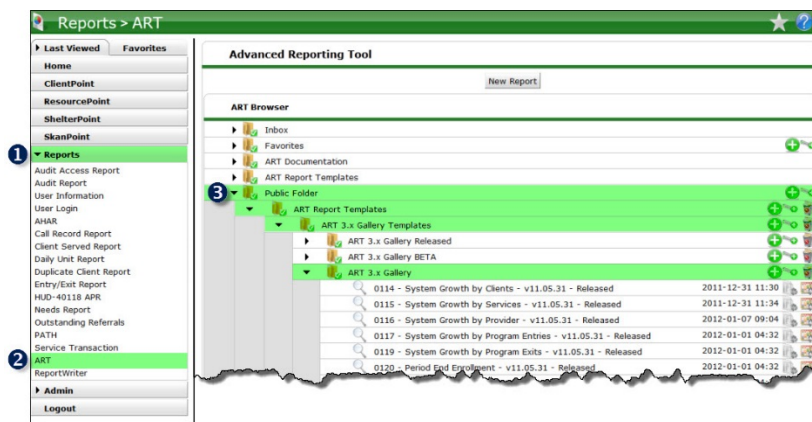 Reports > ART
Last Viewed Favorites
Home
ClientPoint
ResourcePoint
ShelterPoint
SkanPoint
1 Reports
Audit Access Report
Audit Report
User Information
User Login
AHAR
Call Record Report
Client Served Report
Daily Unit Report
Duplicate Client Report
Entry/Exit Report
HUD-40118 APR
Needs Report
Outstanding Referrals
PATH
Service Transaction
2 ART
ReportWriter
Admin
Logout
Advanced Reporting Tool
New Report
ART Browser
Inbox
Favorites
ART Documentation
ART Report Templates
3 Public Folder
ART Report Templates
ART 3.x Gallery Templates
ART 3.x Gallery Released
ART 3.x Gallery BETA
ART 3.x Gallery
0114 - System Growth by Clients - v11.05.31 - Released 2011-12-31 11:30
0115 - System Growth by Services - v11.05.31 - Released 2011-12-31 11:34
0116 - System Growth by Provider - v11.05.31 - Released 2012-01-07 09:04
0117 - System Growth by Program Entries - v11.05.31 - Released 2012-01-01 04:32
0119 - System Growth by Program Exits - v11.05.31 - Released 2012-01-01 04:32
0120 - Period End Enrollment - v11.05.31 - Released 2012-01-01 04:32